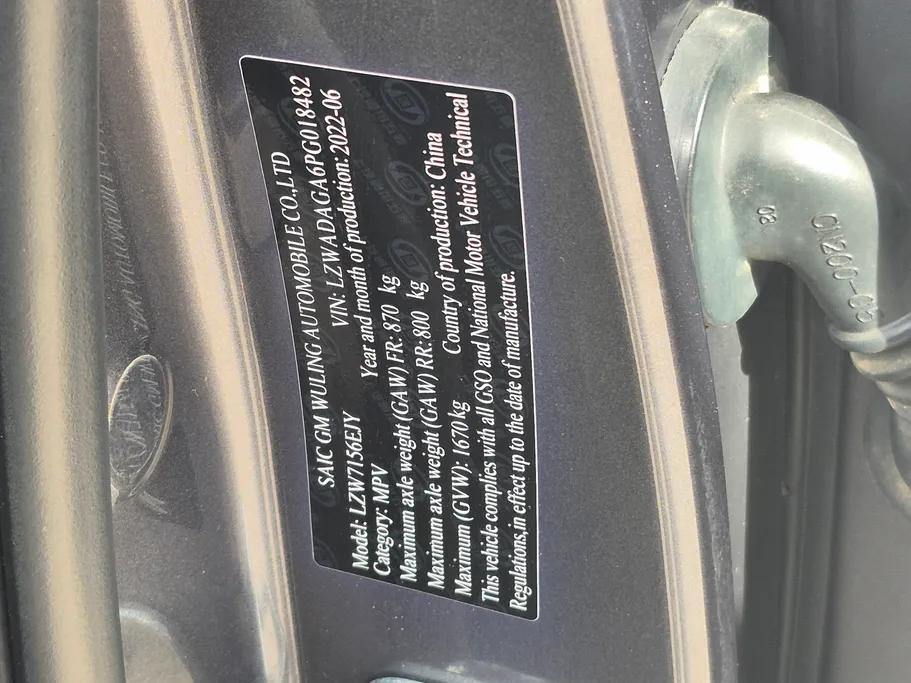 SAIC GM WULING AUTOMOBILE CO.,LTD
Model: LZW7156EJY VIN: LZWADAGA6PG018482
Category: MPV Year and month of production: 2022-06
Maximum axle weight (GAW) FR: 870 kg
Maximum axle weight (GAW) RR: 800 kg
Maximum (GVW): 1670 kg Country of production: China
This vehicle complies with all GSO and National Motor Vehicle Technical
Regulations,in effect up to the date of manufacture.
08
CN200-03